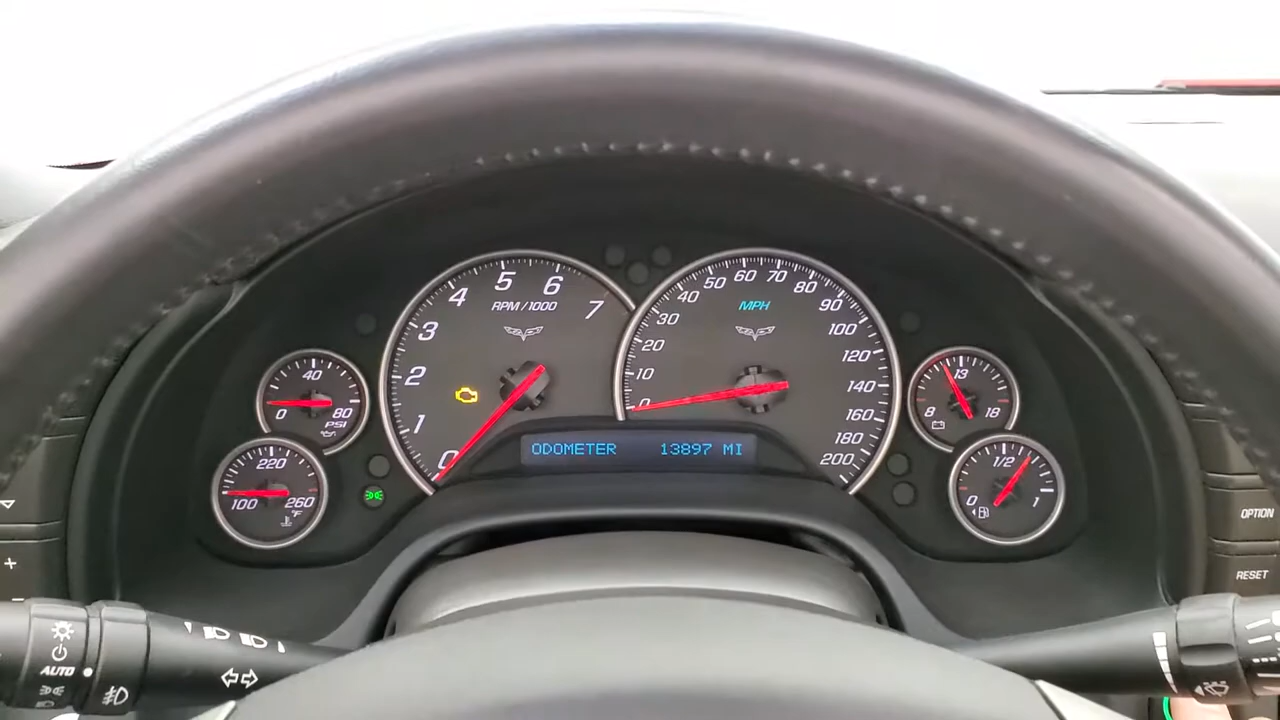 0 1 2 3 4 5 6 7
RPM/1000
0 10 20 30 40 50 60 70 80 90 100 120 140 160 180 200
MPH
0 40 80
PSI
100 220 260
°F
8 13 18
0 1/2 1
ODOMETER 13897 MI
+
-
OPTION
RESET
AUTO